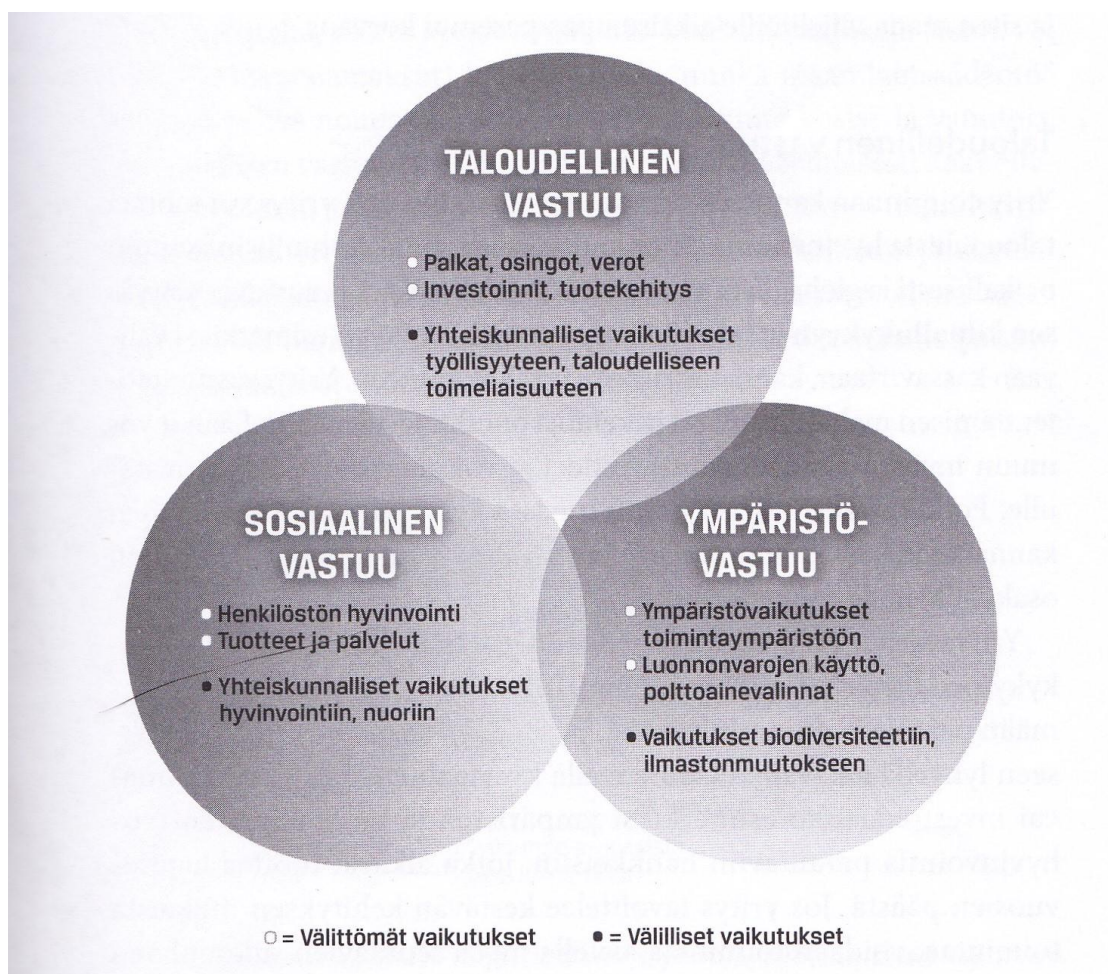 TALOUDELLINEN
VASTUU
○ Palkat, osingot, verot
○ Investoinnit, tuotekehitys
● Yhteiskunnalliset vaikutukset
työllisyyteen, taloudelliseen
toimeliaisuuteen
SOSIAALINEN
VASTUU
○ Henkilöstön hyvinvointi
○ Tuotteet ja palvelut
● Yhteiskunnalliset vaikutukset
hyvinvointiin, nuoriin
YMPÄRISTÖ-
VASTUU
○ Ympäristövaikutukset
toimintaympäristöön
○ Luonnonvarojen käyttö,
polttoainevalinnat
● Vaikutukset biodiversiteettiin,
ilmastonmuutokseen
○ = Välittömät vaikutukset ● = Välilliset vaikutukset